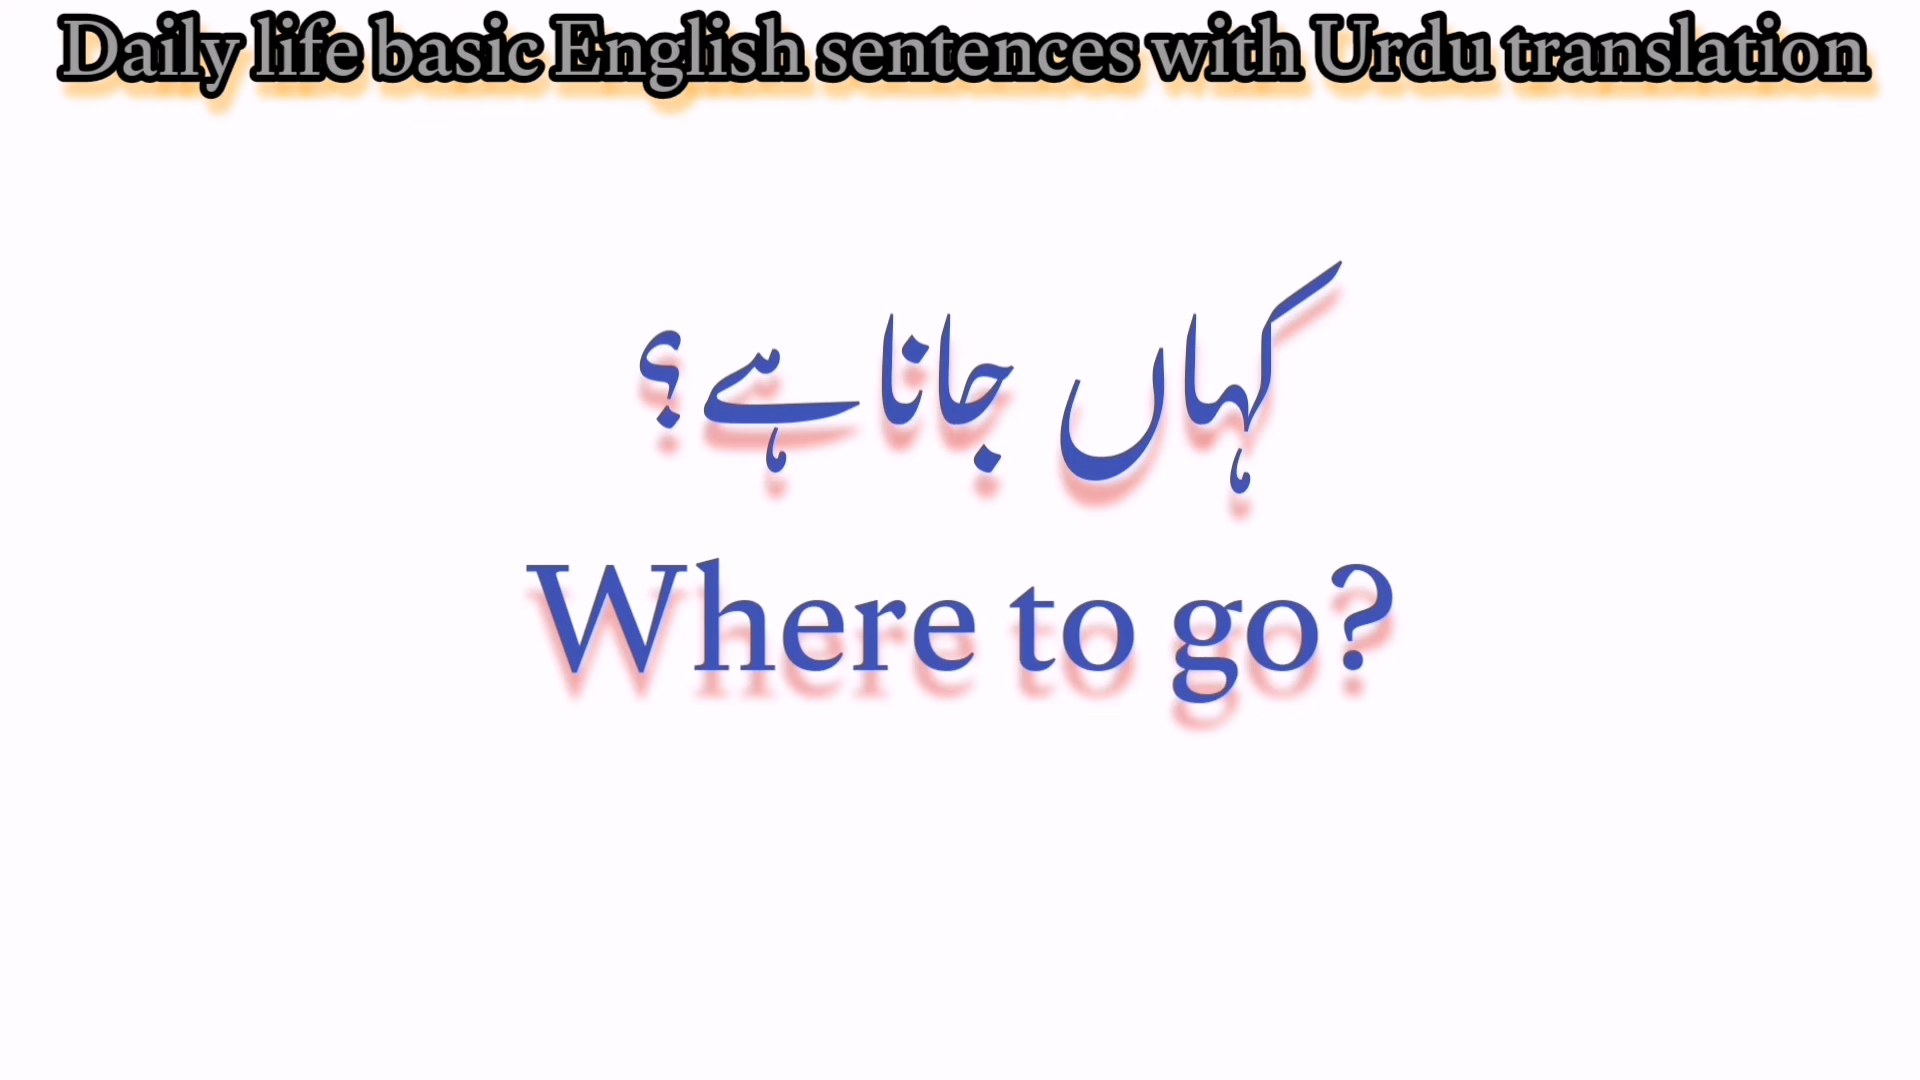 Daily life basic English sentences with Urdu translation
کہاں جانا ہے؟
Where to go?